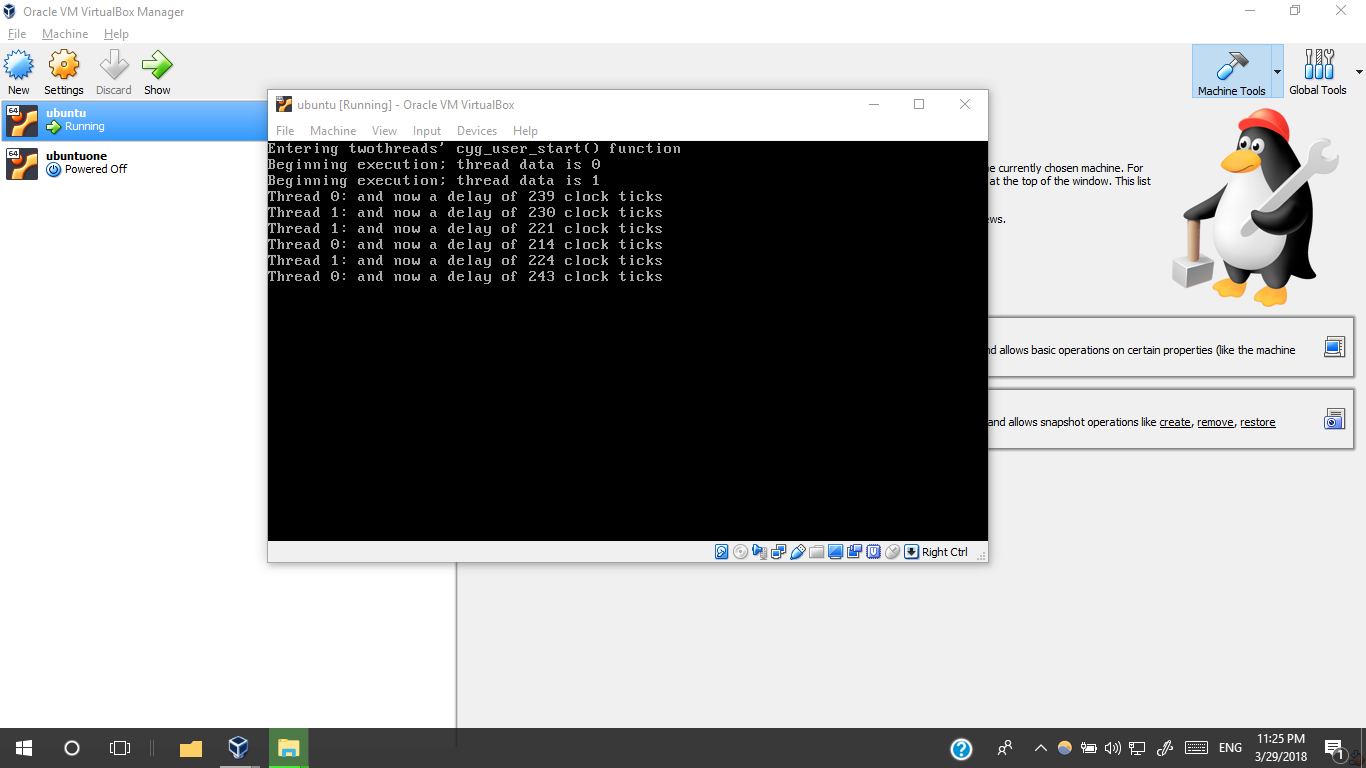 Oracle VM VirtualBox Manager
File Machine Help
New Settings Discard Show
Machine Tools Global Tools
64 ubuntu
Running
64 ubuntuone
Powered Off
ubuntu [Running] - Oracle VM VirtualBox
File Machine View Input Devices Help
Entering twothreads' cyg_user_start() function
Beginning execution; thread data is 0
Beginning execution; thread data is 1
Thread 0: and now a delay of 239 clock ticks
Thread 1: and now a delay of 230 clock ticks
Thread 1: and now a delay of 221 clock ticks
Thread 0: and now a delay of 214 clock ticks
Thread 1: and now a delay of 224 clock ticks
Thread 0: and now a delay of 243 clock ticks
Right Ctrl
currently chosen machine. For
at the top of the window. This list
allows basic operations on certain properties (like the machine
and allows snapshot operations like create, remove, restore
ENG
11:25 PM
3/29/2018
1